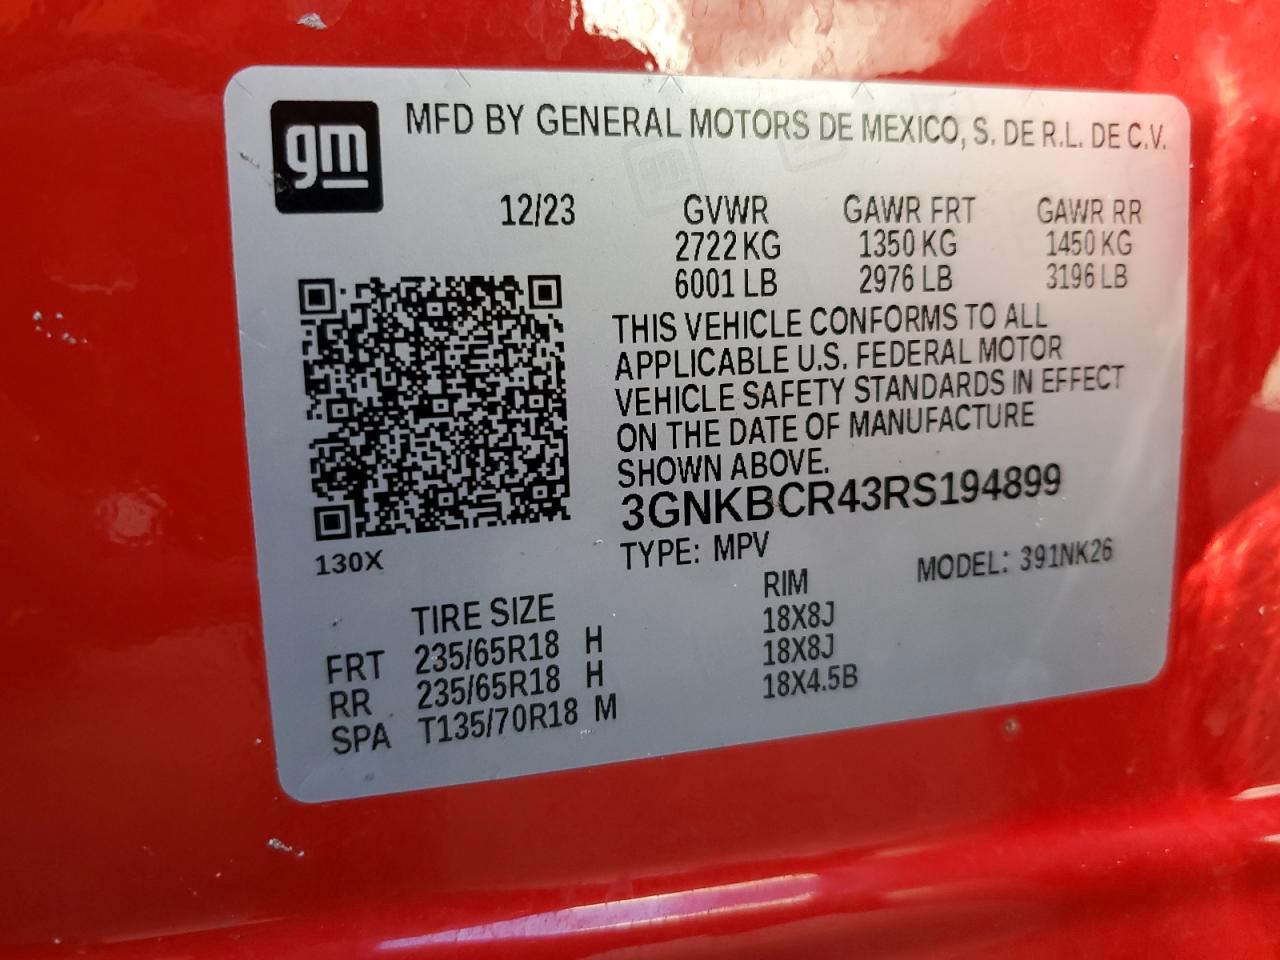 gm
MFD BY GENERAL MOTORS DE MEXICO, S. DE R.L. DE C.V.
12/23 GVWR GAWR FRT GAWR RR
2722 KG 1350 KG 1450 KG
6001 LB 2976 LB 3196 LB
THIS VEHICLE CONFORMS TO ALL
APPLICABLE U.S. FEDERAL MOTOR
VEHICLE SAFETY STANDARDS IN EFFECT
ON THE DATE OF MANUFACTURE
SHOWN ABOVE.
3GNKBCR43RS194899
130X
TYPE: MPV MODEL: 391NK26
TIRE SIZE RIM
FRT 235/65R18 H 18X8J
RR 235/65R18 H 18X8J
SPA T135/70R18 M 18X4.5B